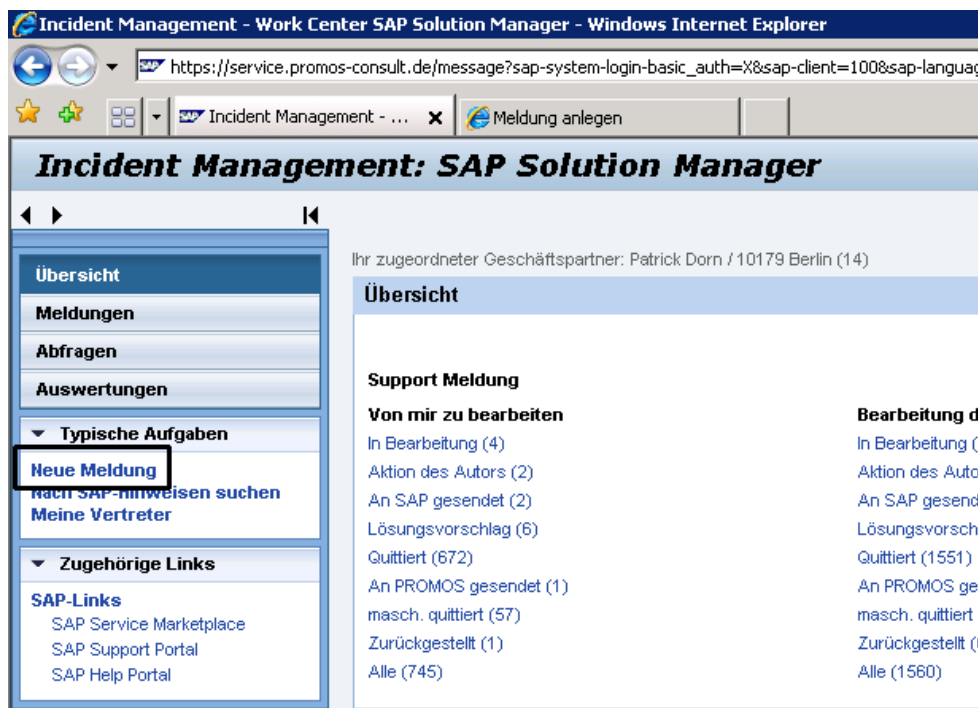 Incident Management - Work Center SAP Solution Manager - Windows Internet Explorer
https://service.promos-consult.de/message?sap-system-login-basic_auth=X&sap-client=100&sap-languag
Incident Management - ...
Meldung anlegen
Incident Management: SAP Solution Manager
Ihr zugeordneter Geschäftspartner: Patrick Dorn / 10179 Berlin (14)
Übersicht
Meldungen
Abfragen
Auswertungen
Typische Aufgaben
Neue Meldung
Nach SAP-Hinweisen suchen
Meine Vertreter
Zugehörige Links
SAP-Links
SAP Service Marketplace
SAP Support Portal
SAP Help Portal
Übersicht
Support Meldung
Von mir zu bearbeiten
In Bearbeitung (4)
Aktion des Autors (2)
An SAP gesendet (2)
Lösungsvorschlag (6)
Quittiert (672)
An PROMOS gesendet (1)
masch. quittiert (57)
Zurückgestellt (1)
Alle (745)
Bearbeitung d
In Bearbeitung (
Aktion des Auto
An SAP gesend
Lösungsvorsch
Quittiert (1551)
An PROMOS ge
masch. quittiert
Zurückgestellt (
Alle (1560)